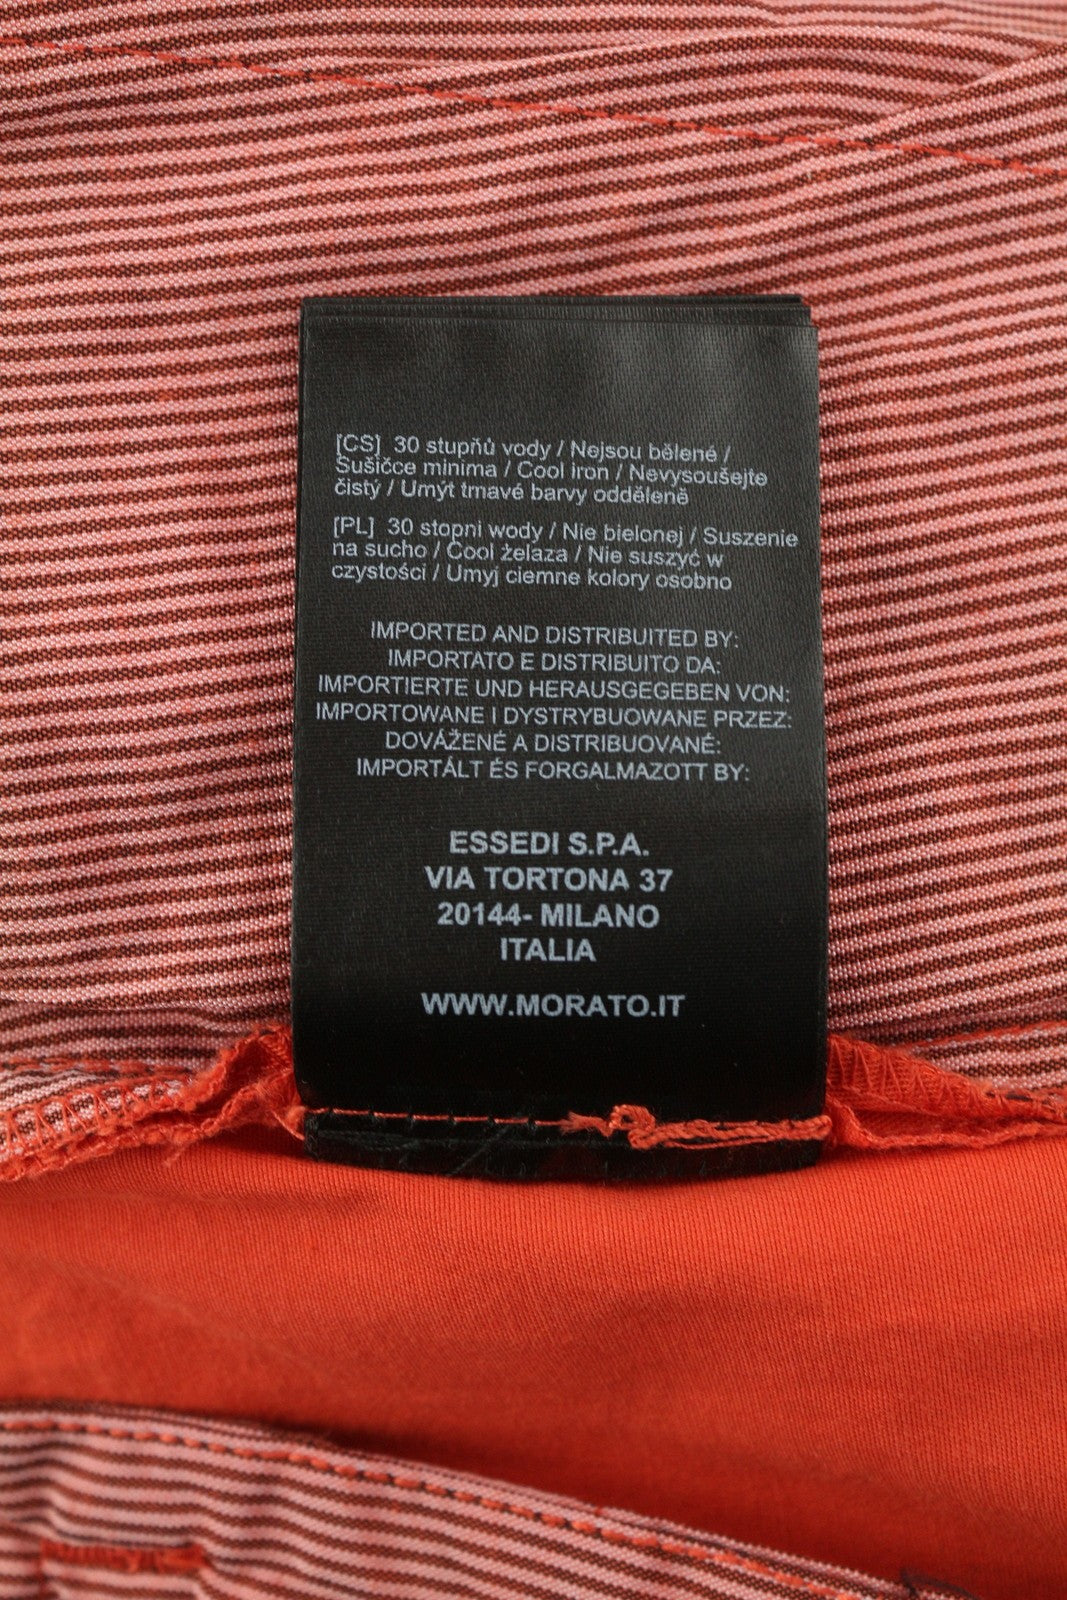 [CS] 30 stupňů vody / Nejsou bělené /
Sušičce minima / Cool iron / Nevysoušejte
čistý / Umýt tmavé barvy odděleně
[PL] 30 stopni wody / Nie bielonej / Suszenie
na sucho / Cool żelaza / Nie suszyć w
czystości / Umyj ciemne kolory osobno
IMPORTED AND DISTRIBUITED BY:
IMPORTATO E DISTRIBUITO DA:
IMPORTIERTE UND HERAUSGEGEBEN VON:
IMPORTOWANE I DYSTRYBUOWANE PRZEZ:
DOVÁŽENÉ A DISTRIBUOVANÉ:
IMPORTÁLT ÉS FORGALMAZOTT BY:
ESSEDI S.P.A.
VIA TORTONA 37
20144- MILANO
ITALIA
WWW.MORATO.IT